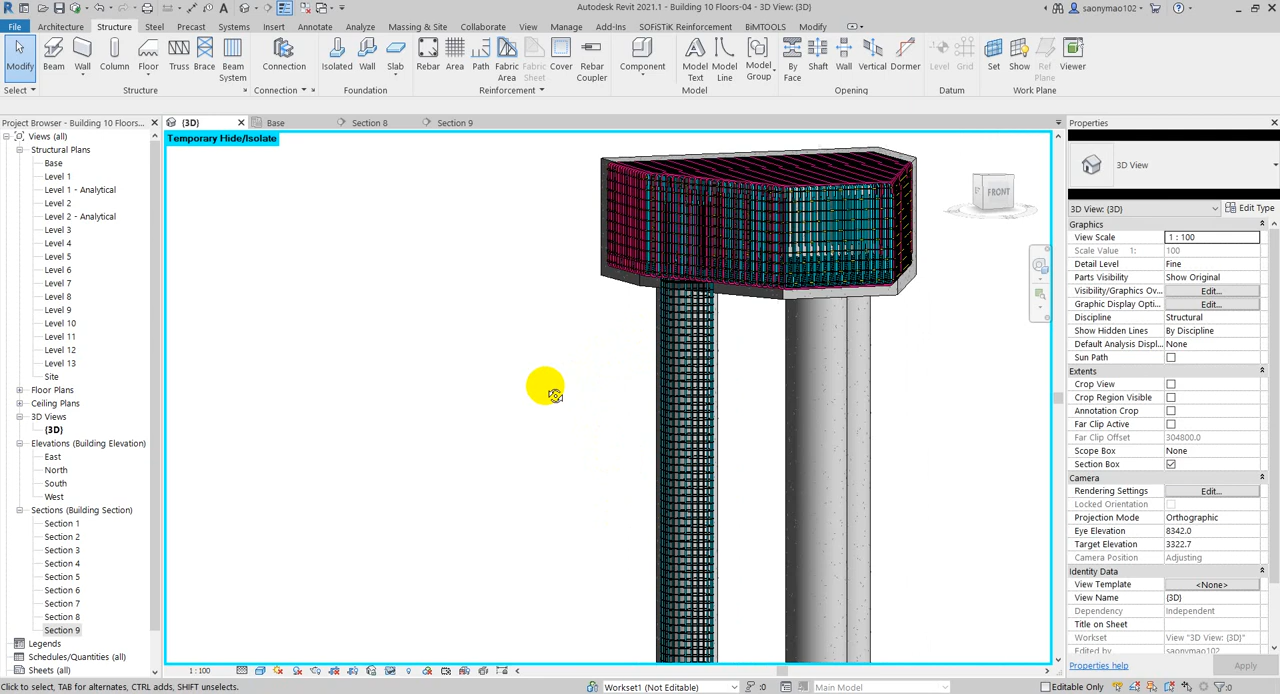 Autodesk Revit 2021.1 - Building 10 Floors-04 - 3D View: {3D}
saonymao102
File Architecture Structure Steel Precast Systems Insert Annotate Analyze Massing & Site Collaborate View Manage Add-Ins SOFiSTiK Reinforcement BiMTOOLS Modify
Modify Beam Wall Column Floor Truss Brace Beam System Connection Isolated Wall Slab Rebar Area Path Fabric Area Fabric Sheet Cover Rebar Coupler Component Model Text Model Line Model Group By Face Shaft Wall Vertical Dormer Level Grid Set Show Ref Plane Viewer
Select Structure Connection Foundation Reinforcement Model Opening Datum Work Plane
Project Browser - Building 10 Floors...
{3D} Base Section 8 Section 9
Properties
Temporary Hide/Isolate
Views (all)
Structural Plans
Base
Level 1
Level 1 - Analytical
Level 2
Level 2 - Analytical
Level 3
Level 4
Level 5
Level 6
Level 7
Level 8
Level 9
Level 10
Level 11
Level 12
Level 13
Site
Floor Plans
Ceiling Plans
3D Views
{3D}
Elevations (Building Elevation)
East
North
South
West
Sections (Building Section)
Section 1
Section 2
Section 3
Section 4
Section 5
Section 6
Section 7
Section 8
Section 9
Legends
Schedules/Quantities (all)
Sheets (all)
FRONT
3D View
3D View: {3D} Edit Type
Graphics
View Scale 1 : 100
Scale Value 1: 100
Detail Level Fine
Parts Visibility Show Original
Visibility/Graphics Ov... Edit...
Graphic Display Opti... Edit...
Discipline Structural
Show Hidden Lines By Discipline
Default Analysis Displ... None
Sun Path
Extents
Crop View
Crop Region Visible
Annotation Crop
Far Clip Active
Far Clip Offset 304800.0
Scope Box None
Section Box
Camera
Rendering Settings Edit...
Locked Orientation
Projection Mode Orthographic
Eye Elevation 8342.0
Target Elevation 3322.7
Camera Position Adjusting
Identity Data
View Template <None>
View Name {3D}
Dependency Independent
Title on Sheet
Workset View "3D View: {3D}"
Edited by saonymao102
Properties help Apply
1 : 100
Click to select, TAB for alternates, CTRL adds, SHIFT unselects.
Workset1 (Not Editable) :0 Main Model Editable Only :0